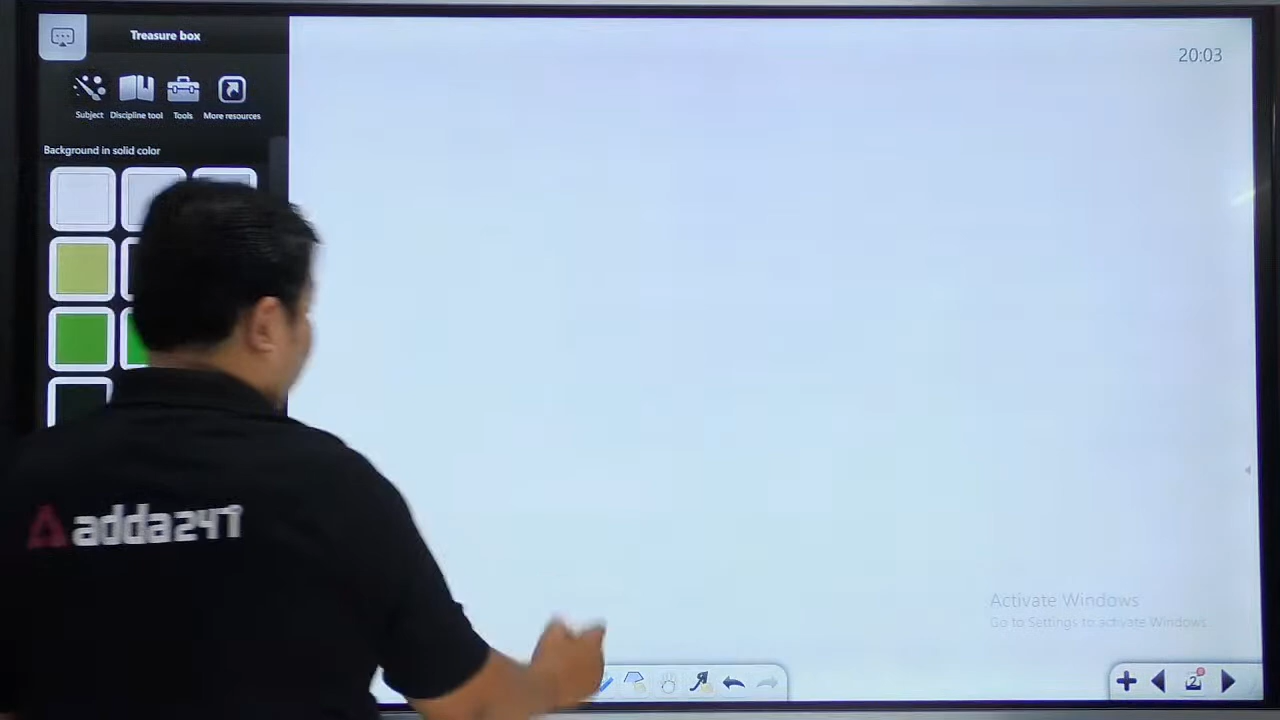 Treasure box
20:03
Subject Discipline tool Tools More resources
Background in solid color
adda247
Activate Windows
Go to Settings to activate Windows.
2